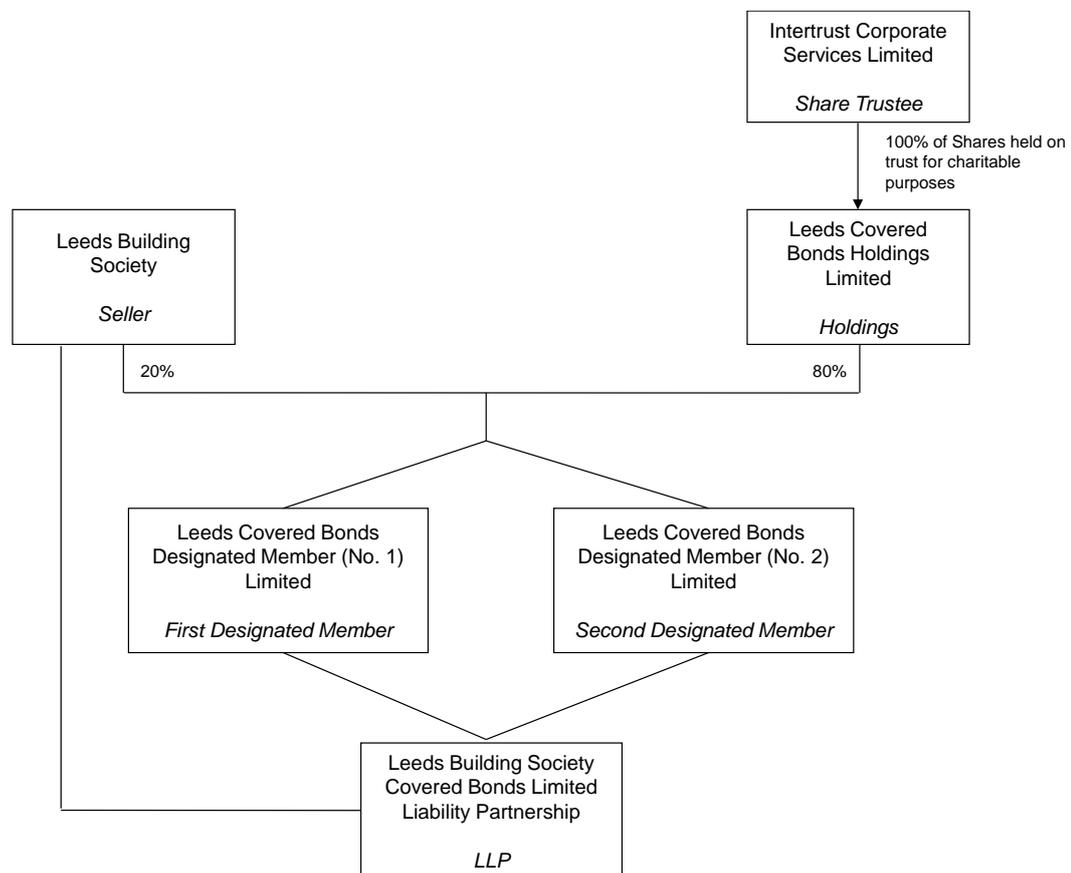 Intertrust Corporate
Services Limited
Share Trustee
100% of Shares held on
trust for charitable
purposes
Leeds Building
Society
Seller
Leeds Covered
Bonds Holdings
Limited
Holdings
20%
80%
Leeds Covered Bonds
Designated Member (No. 1)
Limited
First Designated Member
Leeds Covered Bonds
Designated Member (No. 2)
Limited
Second Designated Member
Leeds Building Society
Covered Bonds Limited
Liability Partnership
LLP